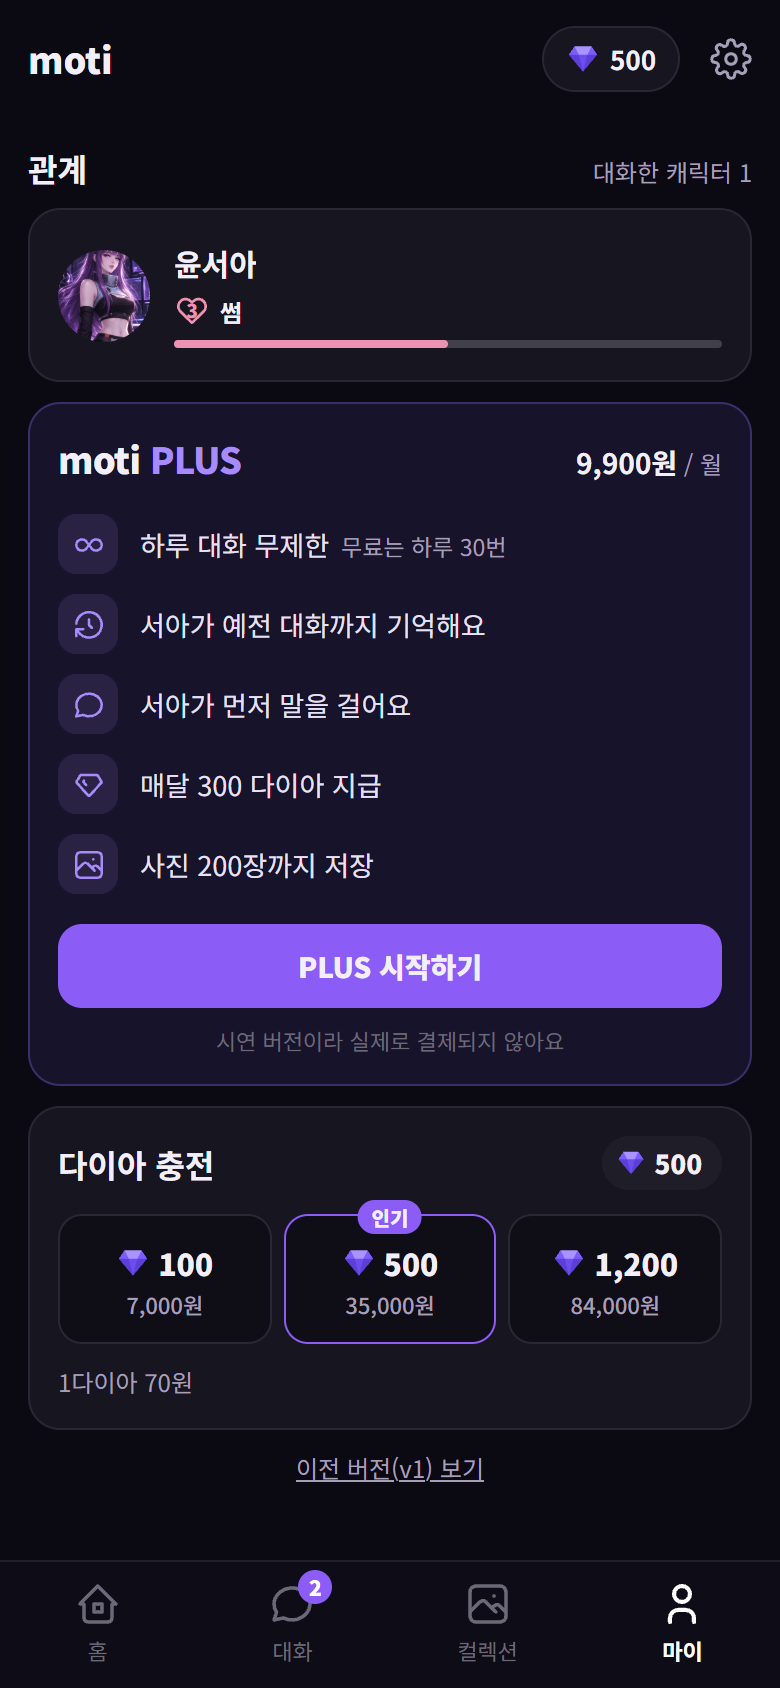 moti
500
관계
대화한 캐릭터 1
윤서아
3 썸
moti PLUS
9,900원 / 월
하루 대화 무제한 무료는 하루 30번
서아가 예전 대화까지 기억해요
서아가 먼저 말을 걸어요
매달 300 다이아 지급
사진 200장까지 저장
PLUS 시작하기
시연 버전이라 실제로 결제되지 않아요
다이아 충전
500
인기
100
500
1,200
7,000원
35,000원
84,000원
1다이아 70원
이전 버전(v1) 보기
2
홈
대화
컬렉션
마이